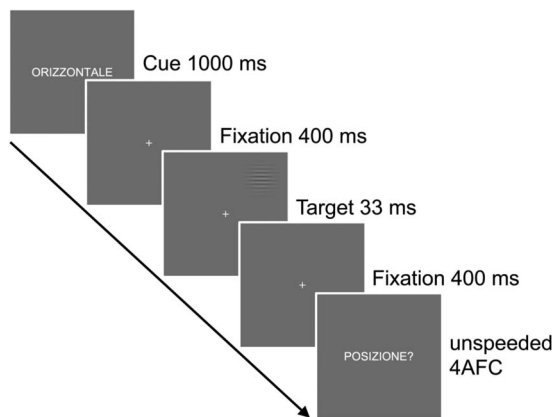 ORIZZONTALE
Cue 1000 ms
Fixation 400 ms
Target 33 ms
Fixation 400 ms
POSIZIONE?
unspeeded
4AFC